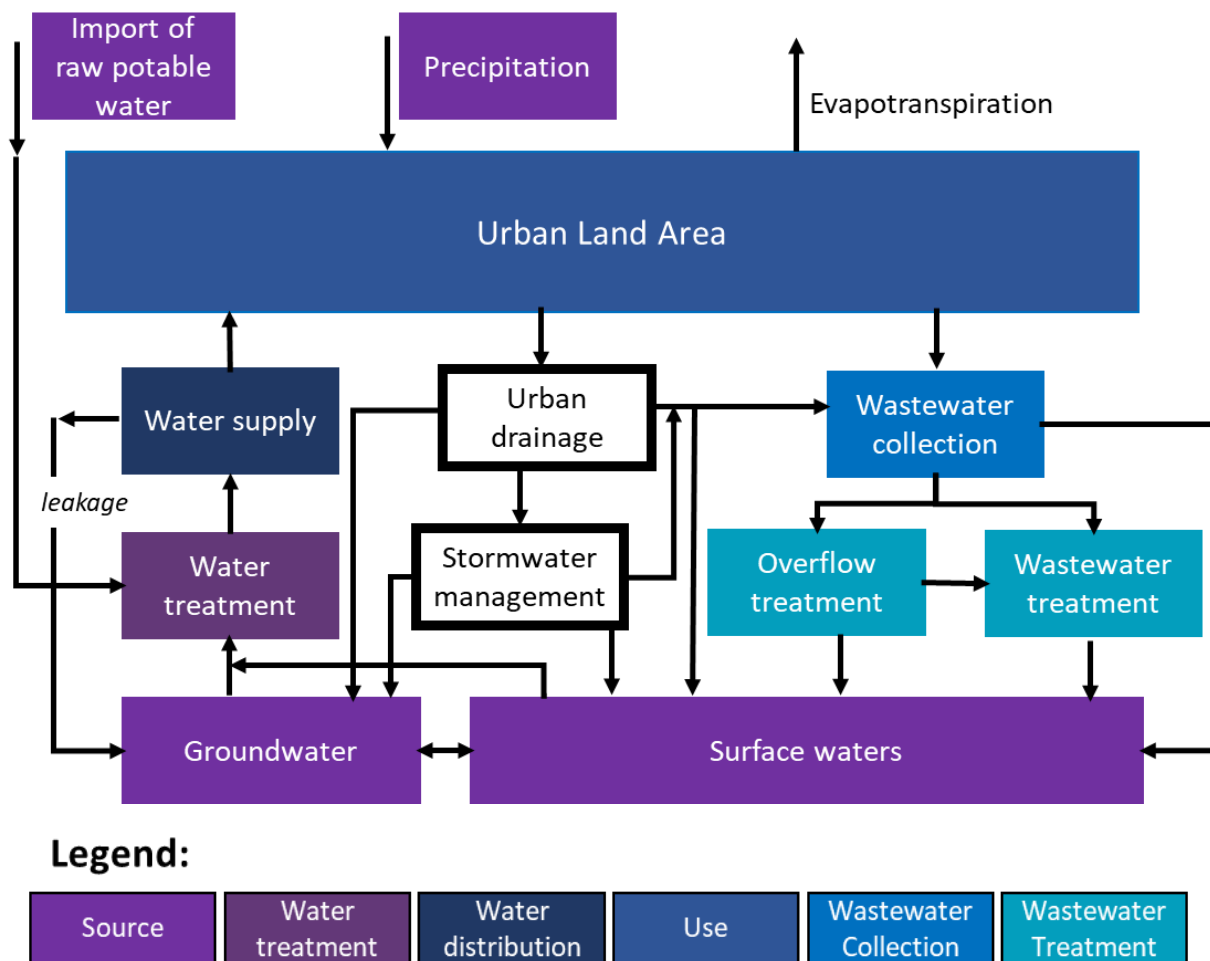 Import of
raw potable
water
Precipitation
Evapotranspiration
Urban Land Area
Water supply
Urban
drainage
Wastewater
collection
leakage
Water
treatment
Stormwater
management
Overflow
treatment
Wastewater
treatment
Groundwater
Surface waters
Legend:
Source
Water
treatment
Water
distribution
Use
Wastewater
Collection
Wastewater
Treatment